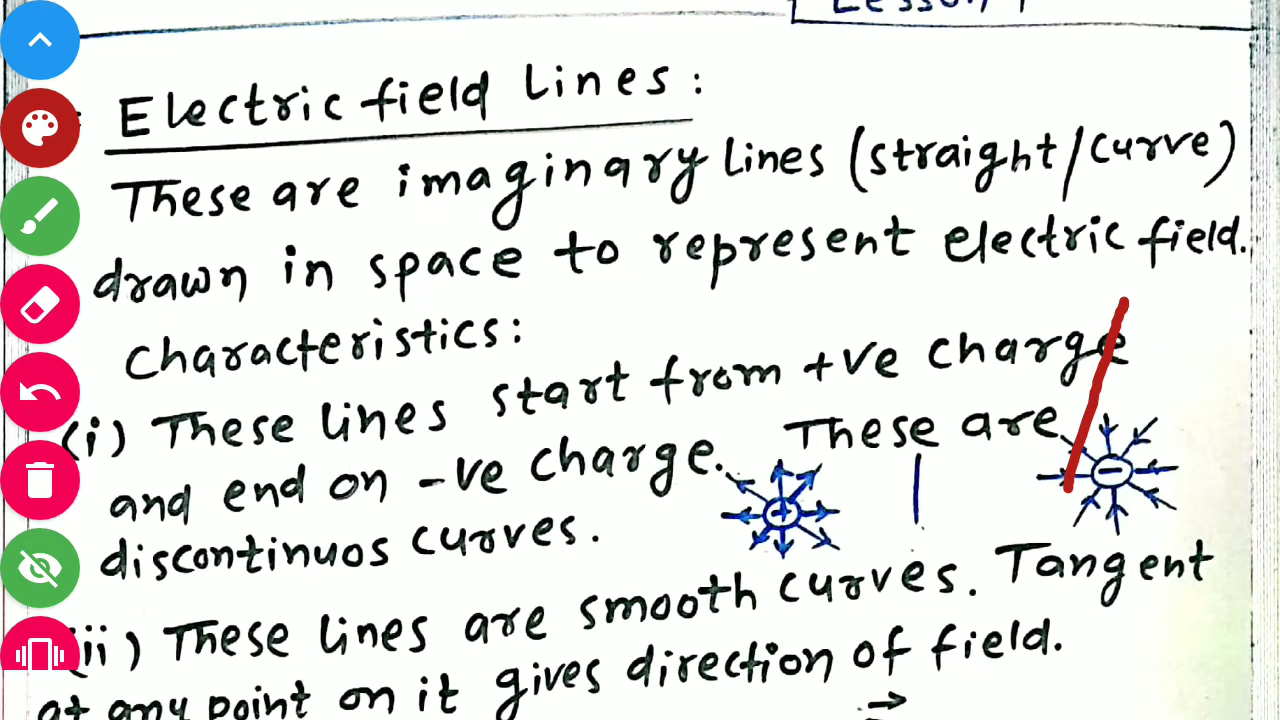 Lesson 1
Electric field Lines:
These are imaginary Lines (straight/curve)
drawn in space to represent electric field.
Characteristics:
(i) These lines start from +ve charge
and end on -ve charge. These are
discontinuos curves.
+
-
(ii) These lines are smooth curves. Tangent
at any point on it gives direction of field.